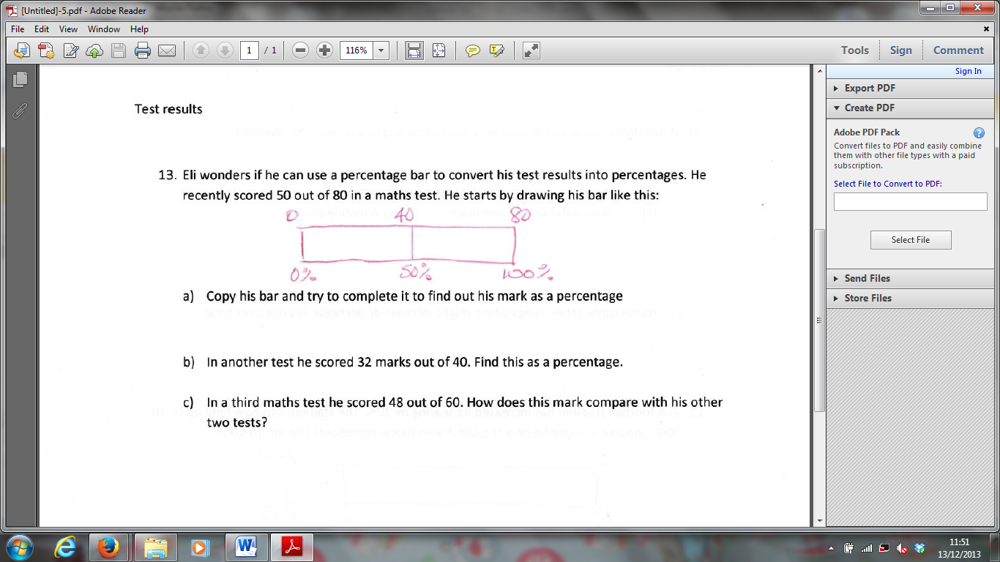 [Untitled]-5.pdf - Adobe Reader
File Edit View Window Help
1 / 1
116%
Tools
Sign
Comment
Sign In
Export PDF
Create PDF
Adobe PDF Pack
Convert files to PDF and easily combine
them with other file types with a paid
subscription.
Select File to Convert to PDF:
Select File
Send Files
Store Files
Test results
13. Eli wonders if he can use a percentage bar to convert his test results into percentages. He
recently scored 50 out of 80 in a maths test. He starts by drawing his bar like this:
0 40 80
0% 50% 100%
a) Copy his bar and try to complete it to find out his mark as a percentage
b) In another test he scored 32 marks out of 40. Find this as a percentage.
c) In a third maths test he scored 48 out of 60. How does this mark compare with his other
two tests?
11:51
13/12/2013